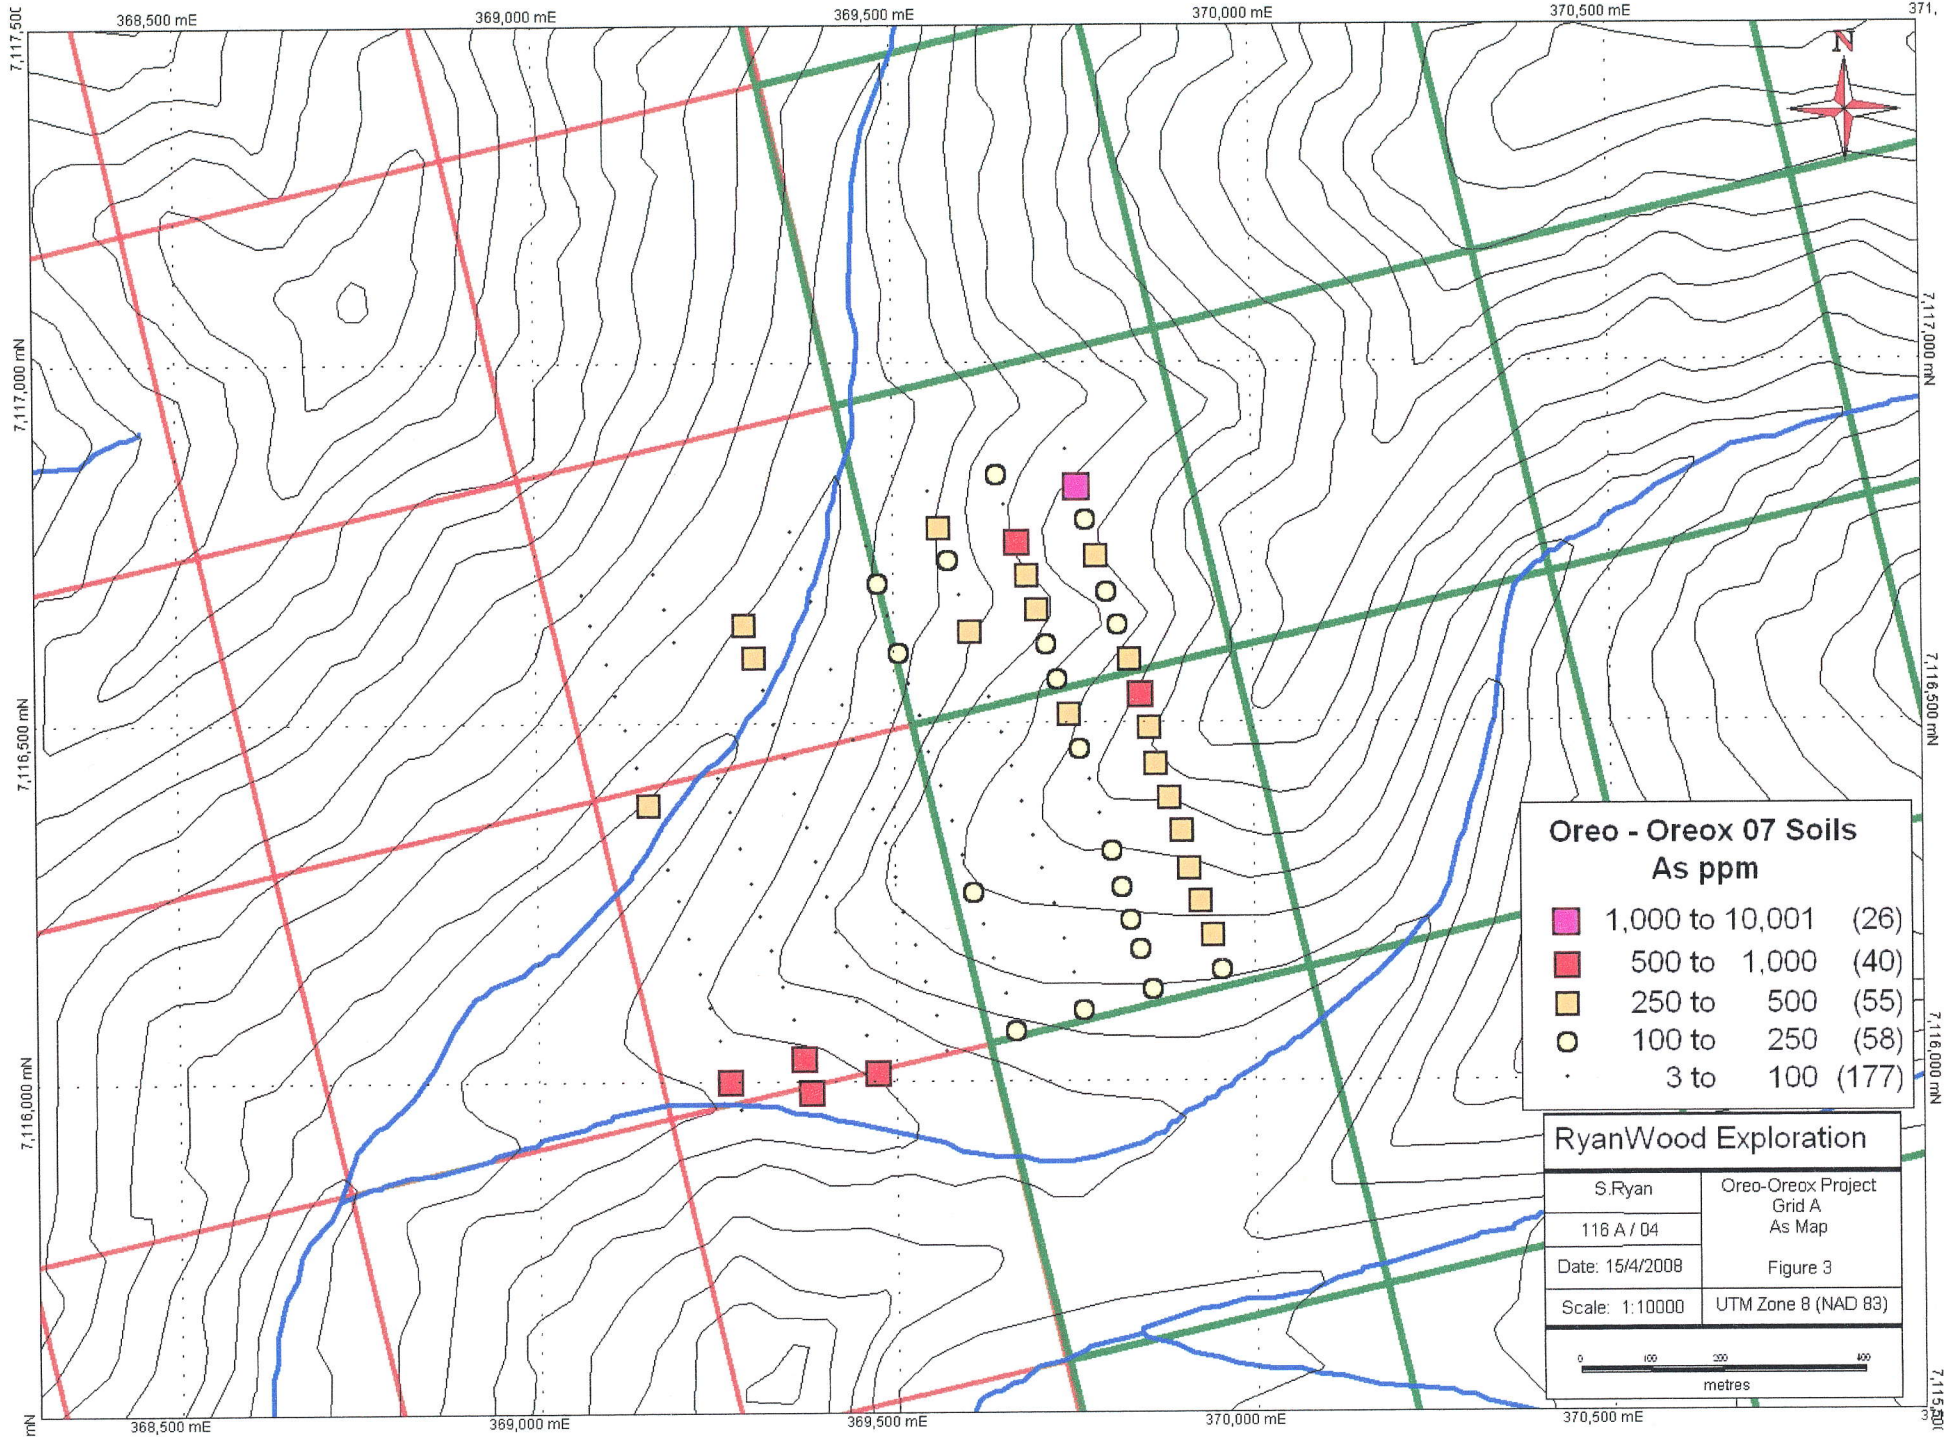 368,500 mE
369,000 mE
369,500 mE
370,000 mE
370,500 mE
371,
7,117,500
7,117,000 mN
7,116,500 mN
7,116,000 mN
mN
N
7,117,000 mN
7,116,500 mN
7,116,000 mN
Oreo - Oreox 07 Soils
As ppm
1,000 to 10,001 (26)
500 to 1,000 (40)
250 to 500 (55)
100 to 250 (58)
3 to 100 (177)
RyanWood Exploration
S.Ryan
116 A / 04
Date: 15/4/2008
Scale: 1:10000
Oreo-Oreox Project
Grid A
As Map
Figure 3
UTM Zone 8 (NAD 83)
0 100 200 400
metres
368,500 mE
369,000 mE
369,500 mE
370,000 mE
370,500 mE